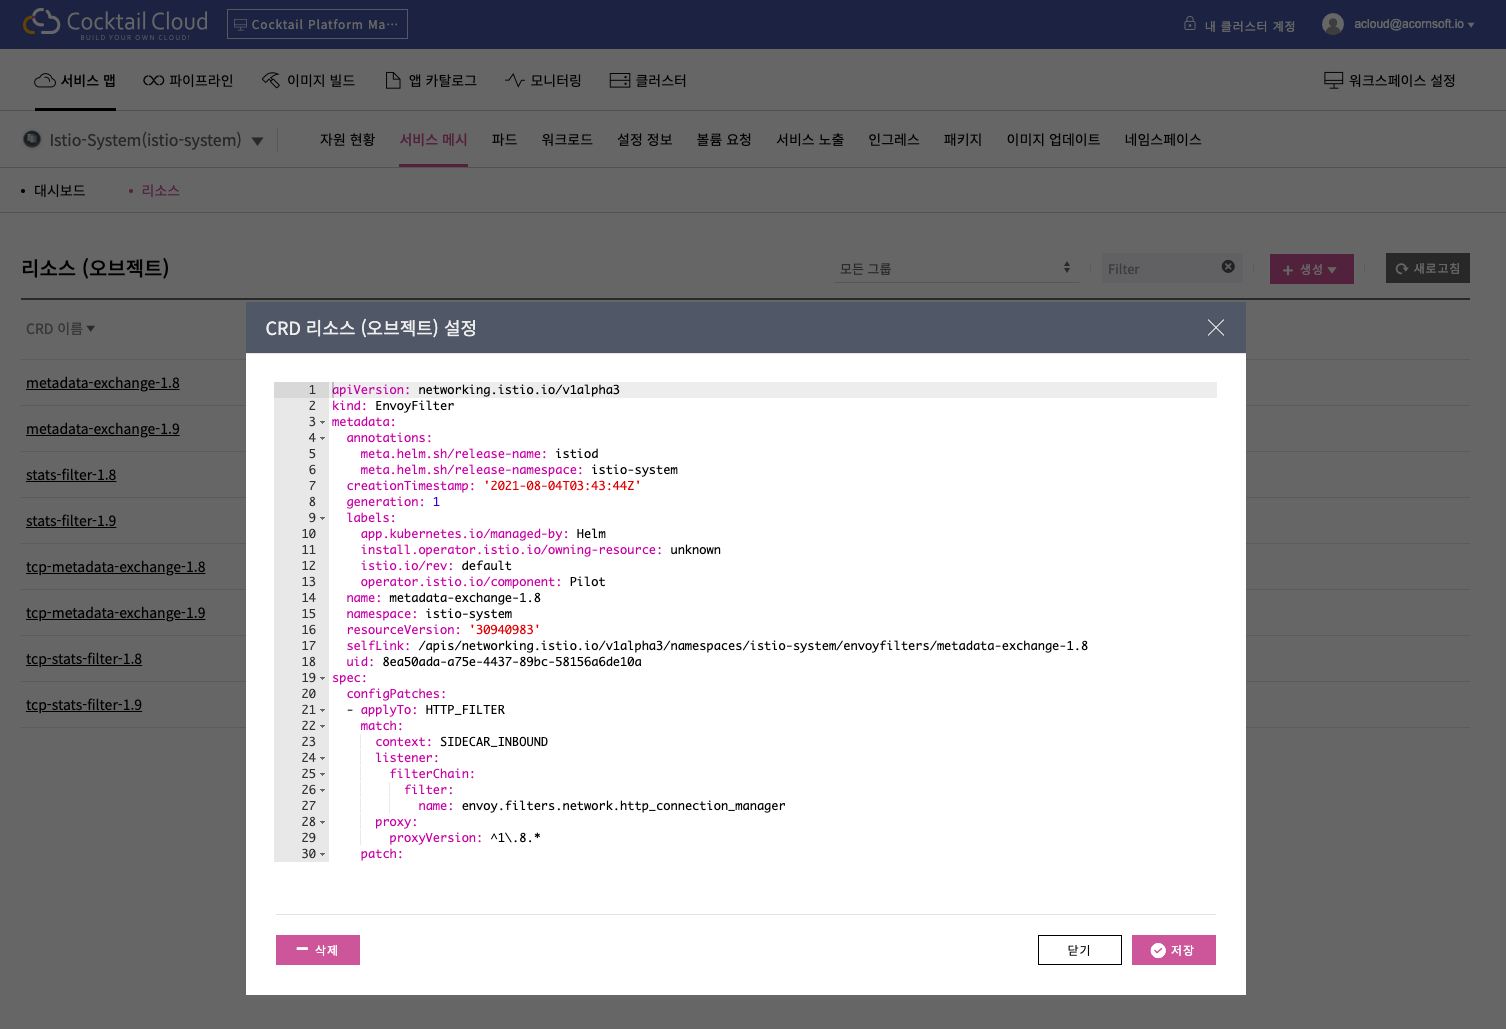 Cocktail Cloud
BUILD YOUR OWN CLOUD!
Cocktail Platform Ma···
내 클러스터 계정
acloud@acornsoft.io
서비스 맵
파이프라인
이미지 빌드
앱 카탈로그
모니터링
클러스터
워크스페이스 설정
Istio-System(istio-system)
자원 현황
서비스 메시
파드
워크로드
설정 정보
볼륨 요청
서비스 노출
인그레스
패키지
이미지 업데이트
네임스페이스
대시보드
리소스
리소스 (오브젝트)
모든 그룹
Filter
+ 생성
새로고침
CRD 이름
metadata-exchange-1.8
metadata-exchange-1.9
stats-filter-1.8
stats-filter-1.9
tcp-metadata-exchange-1.8
tcp-metadata-exchange-1.9
tcp-stats-filter-1.8
tcp-stats-filter-1.9
CRD 리소스 (오브젝트) 설정
1 apiVersion: networking.istio.io/v1alpha3
2 kind: EnvoyFilter
3 metadata:
4 annotations:
5 meta.helm.sh/release-name: istiod
6 meta.helm.sh/release-namespace: istio-system
7 creationTimestamp: '2021-08-04T03:43:44Z'
8 generation: 1
9 labels:
10 app.kubernetes.io/managed-by: Helm
11 install.operator.istio.io/owning-resource: unknown
12 istio.io/rev: default
13 operator.istio.io/component: Pilot
14 name: metadata-exchange-1.8
15 namespace: istio-system
16 resourceVersion: '30940983'
17 selfLink: /apis/networking.istio.io/v1alpha3/namespaces/istio-system/envoyfilters/metadata-exchange-1.8
18 uid: 8ea50ada-a75e-4437-89bc-58156a6de10a
19 spec:
20 configPatches:
21 - applyTo: HTTP_FILTER
22 match:
23 context: SIDECAR_INBOUND
24 listener:
25 filterChain:
26 filter:
27 name: envoy.filters.network.http_connection_manager
28 proxy:
29 proxyVersion: ^1\.8.*
30 patch:
삭제
닫기
저장